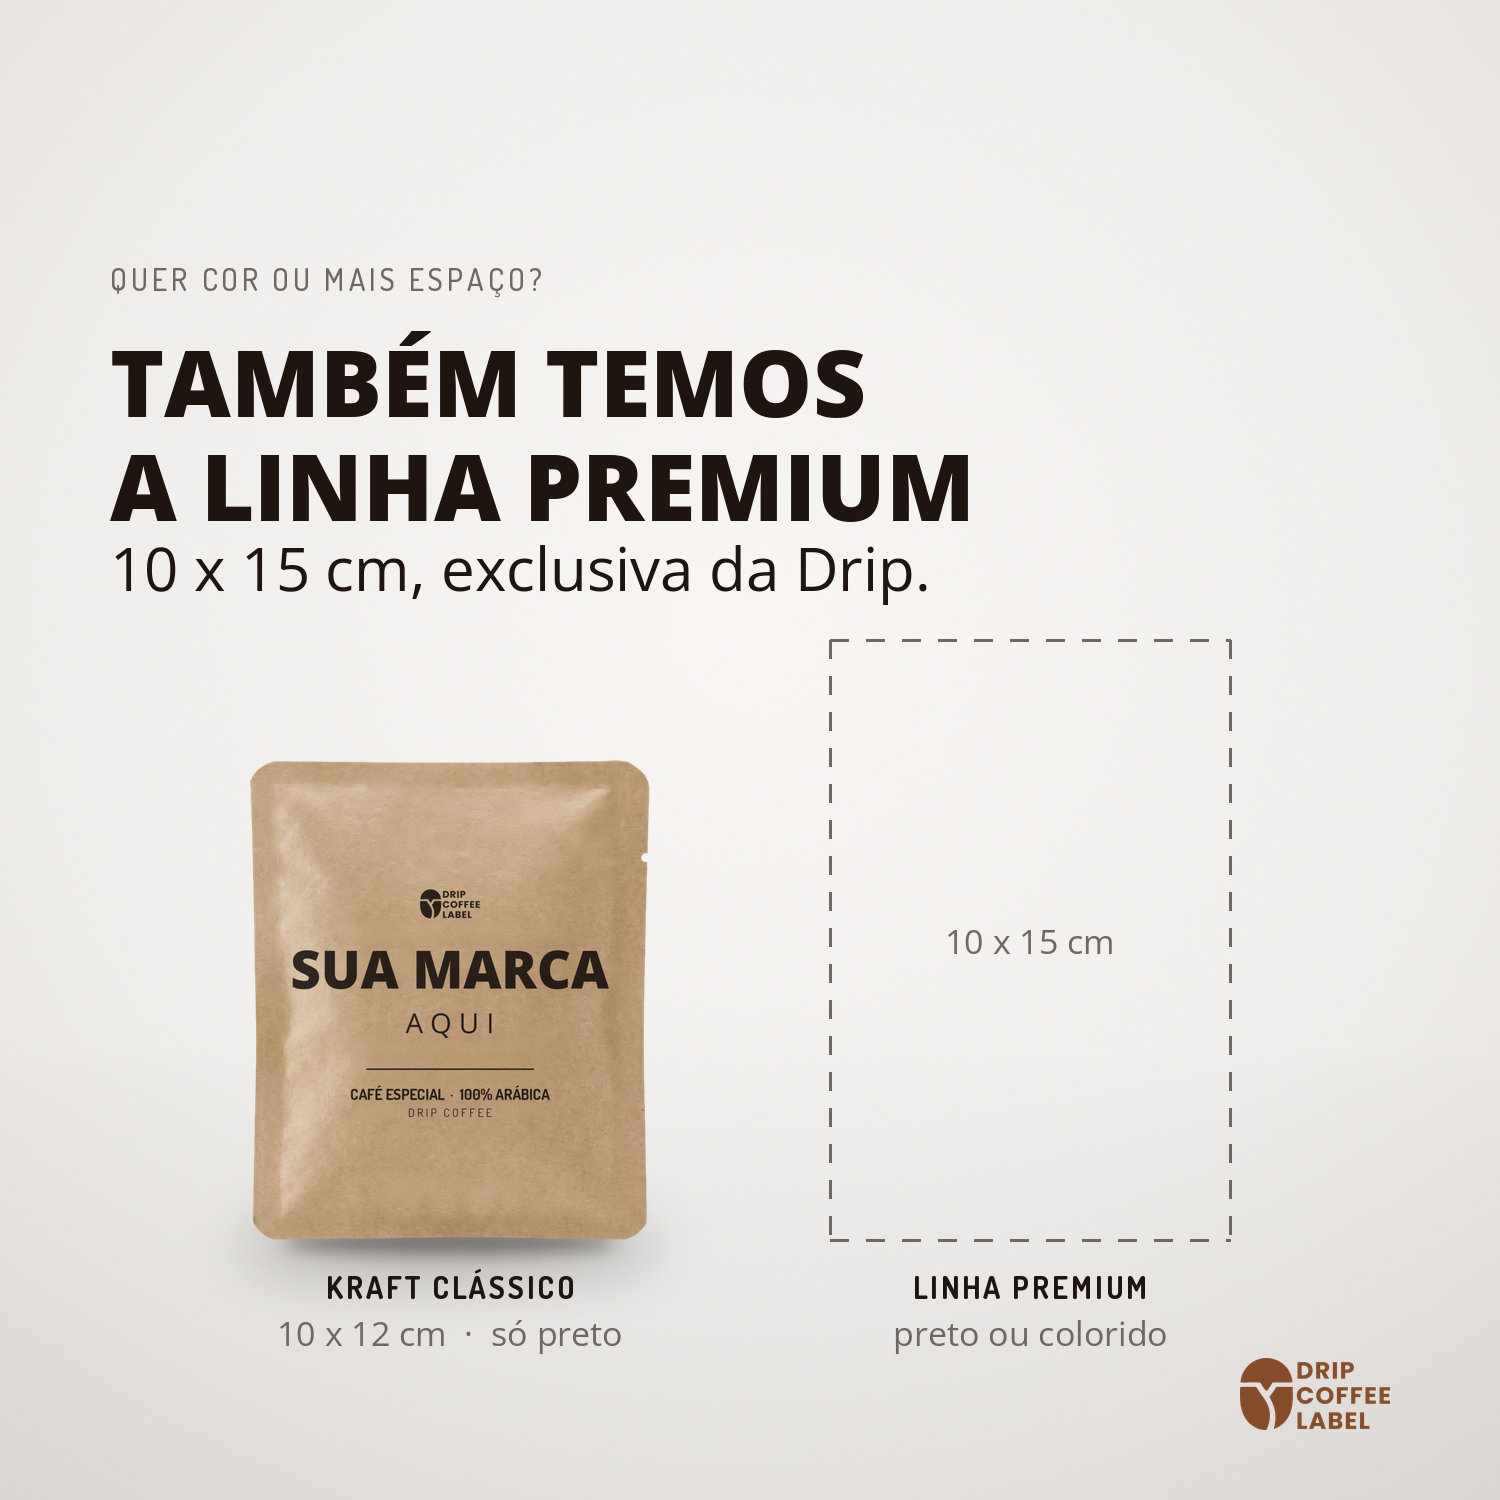 QUER COR OU MAIS ESPAÇO?
TAMBÉM TEMOS
A LINHA PREMIUM
10 x 15 cm, exclusiva da Drip.
DRIP
COFFEE
LABEL
SUA MARCA
AQUI
CAFÉ ESPECIAL · 100% ARÁBICA
DRIP COFFEE
KRAFT CLÁSSICO
10 x 12 cm · só preto
10 x 15 cm
LINHA PREMIUM
preto ou colorido
DRIP
COFFEE
LABEL